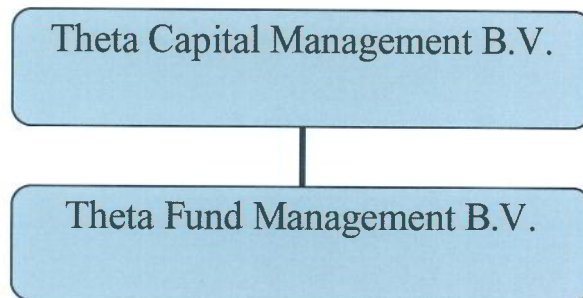 Theta Capital Management B.V.
Theta Fund Management B.V.